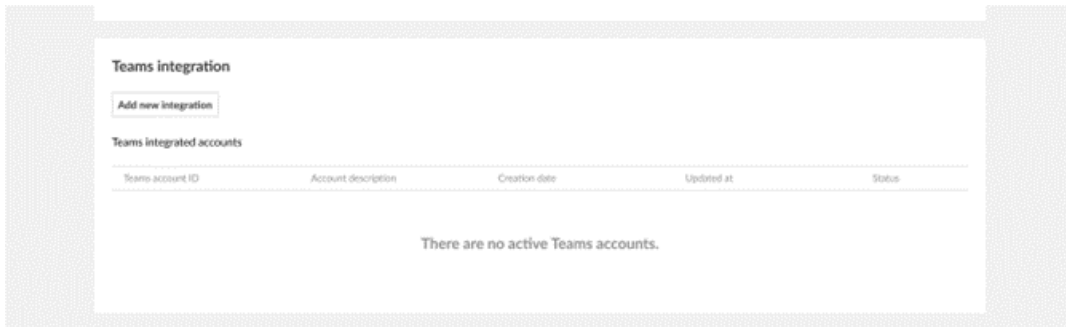 Teams integration
Add new integration
Teams integrated accounts
Teams account ID Account description Creation date Updated at Status
There are no active Teams accounts.